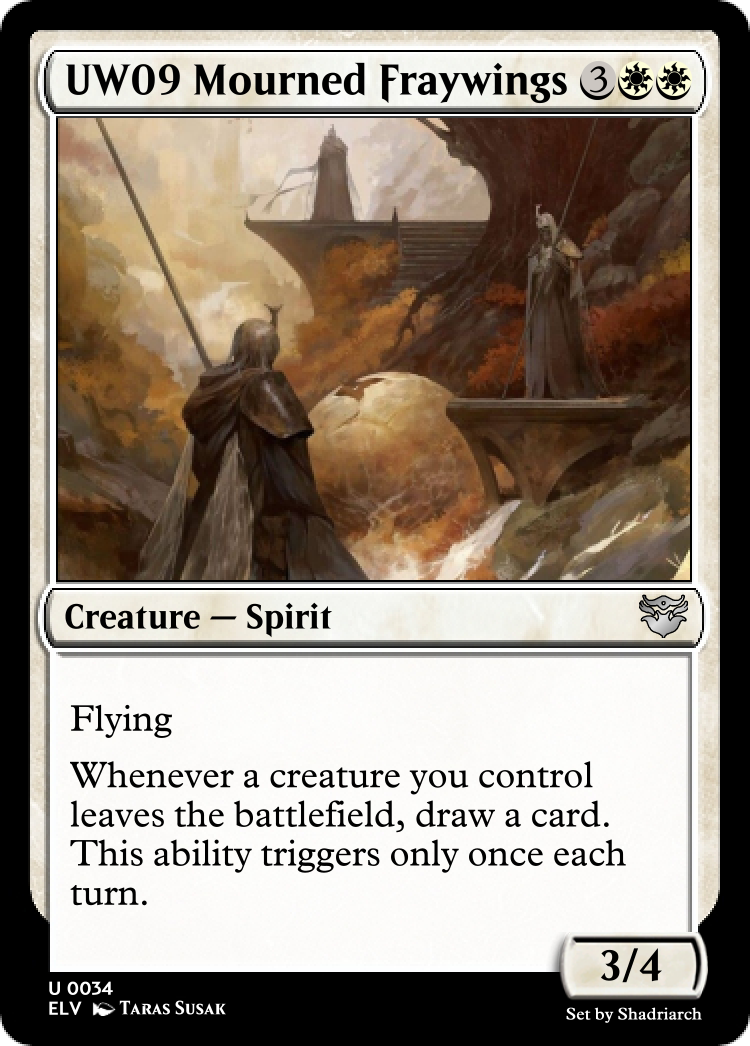 UW09 Mourned Fraywings 3
Creature — Spirit
Flying
Whenever a creature you control
leaves the battlefield, draw a card.
This ability triggers only once each
turn.
3/4
U 0034
ELV Taras Susak
Set by Shadriarch